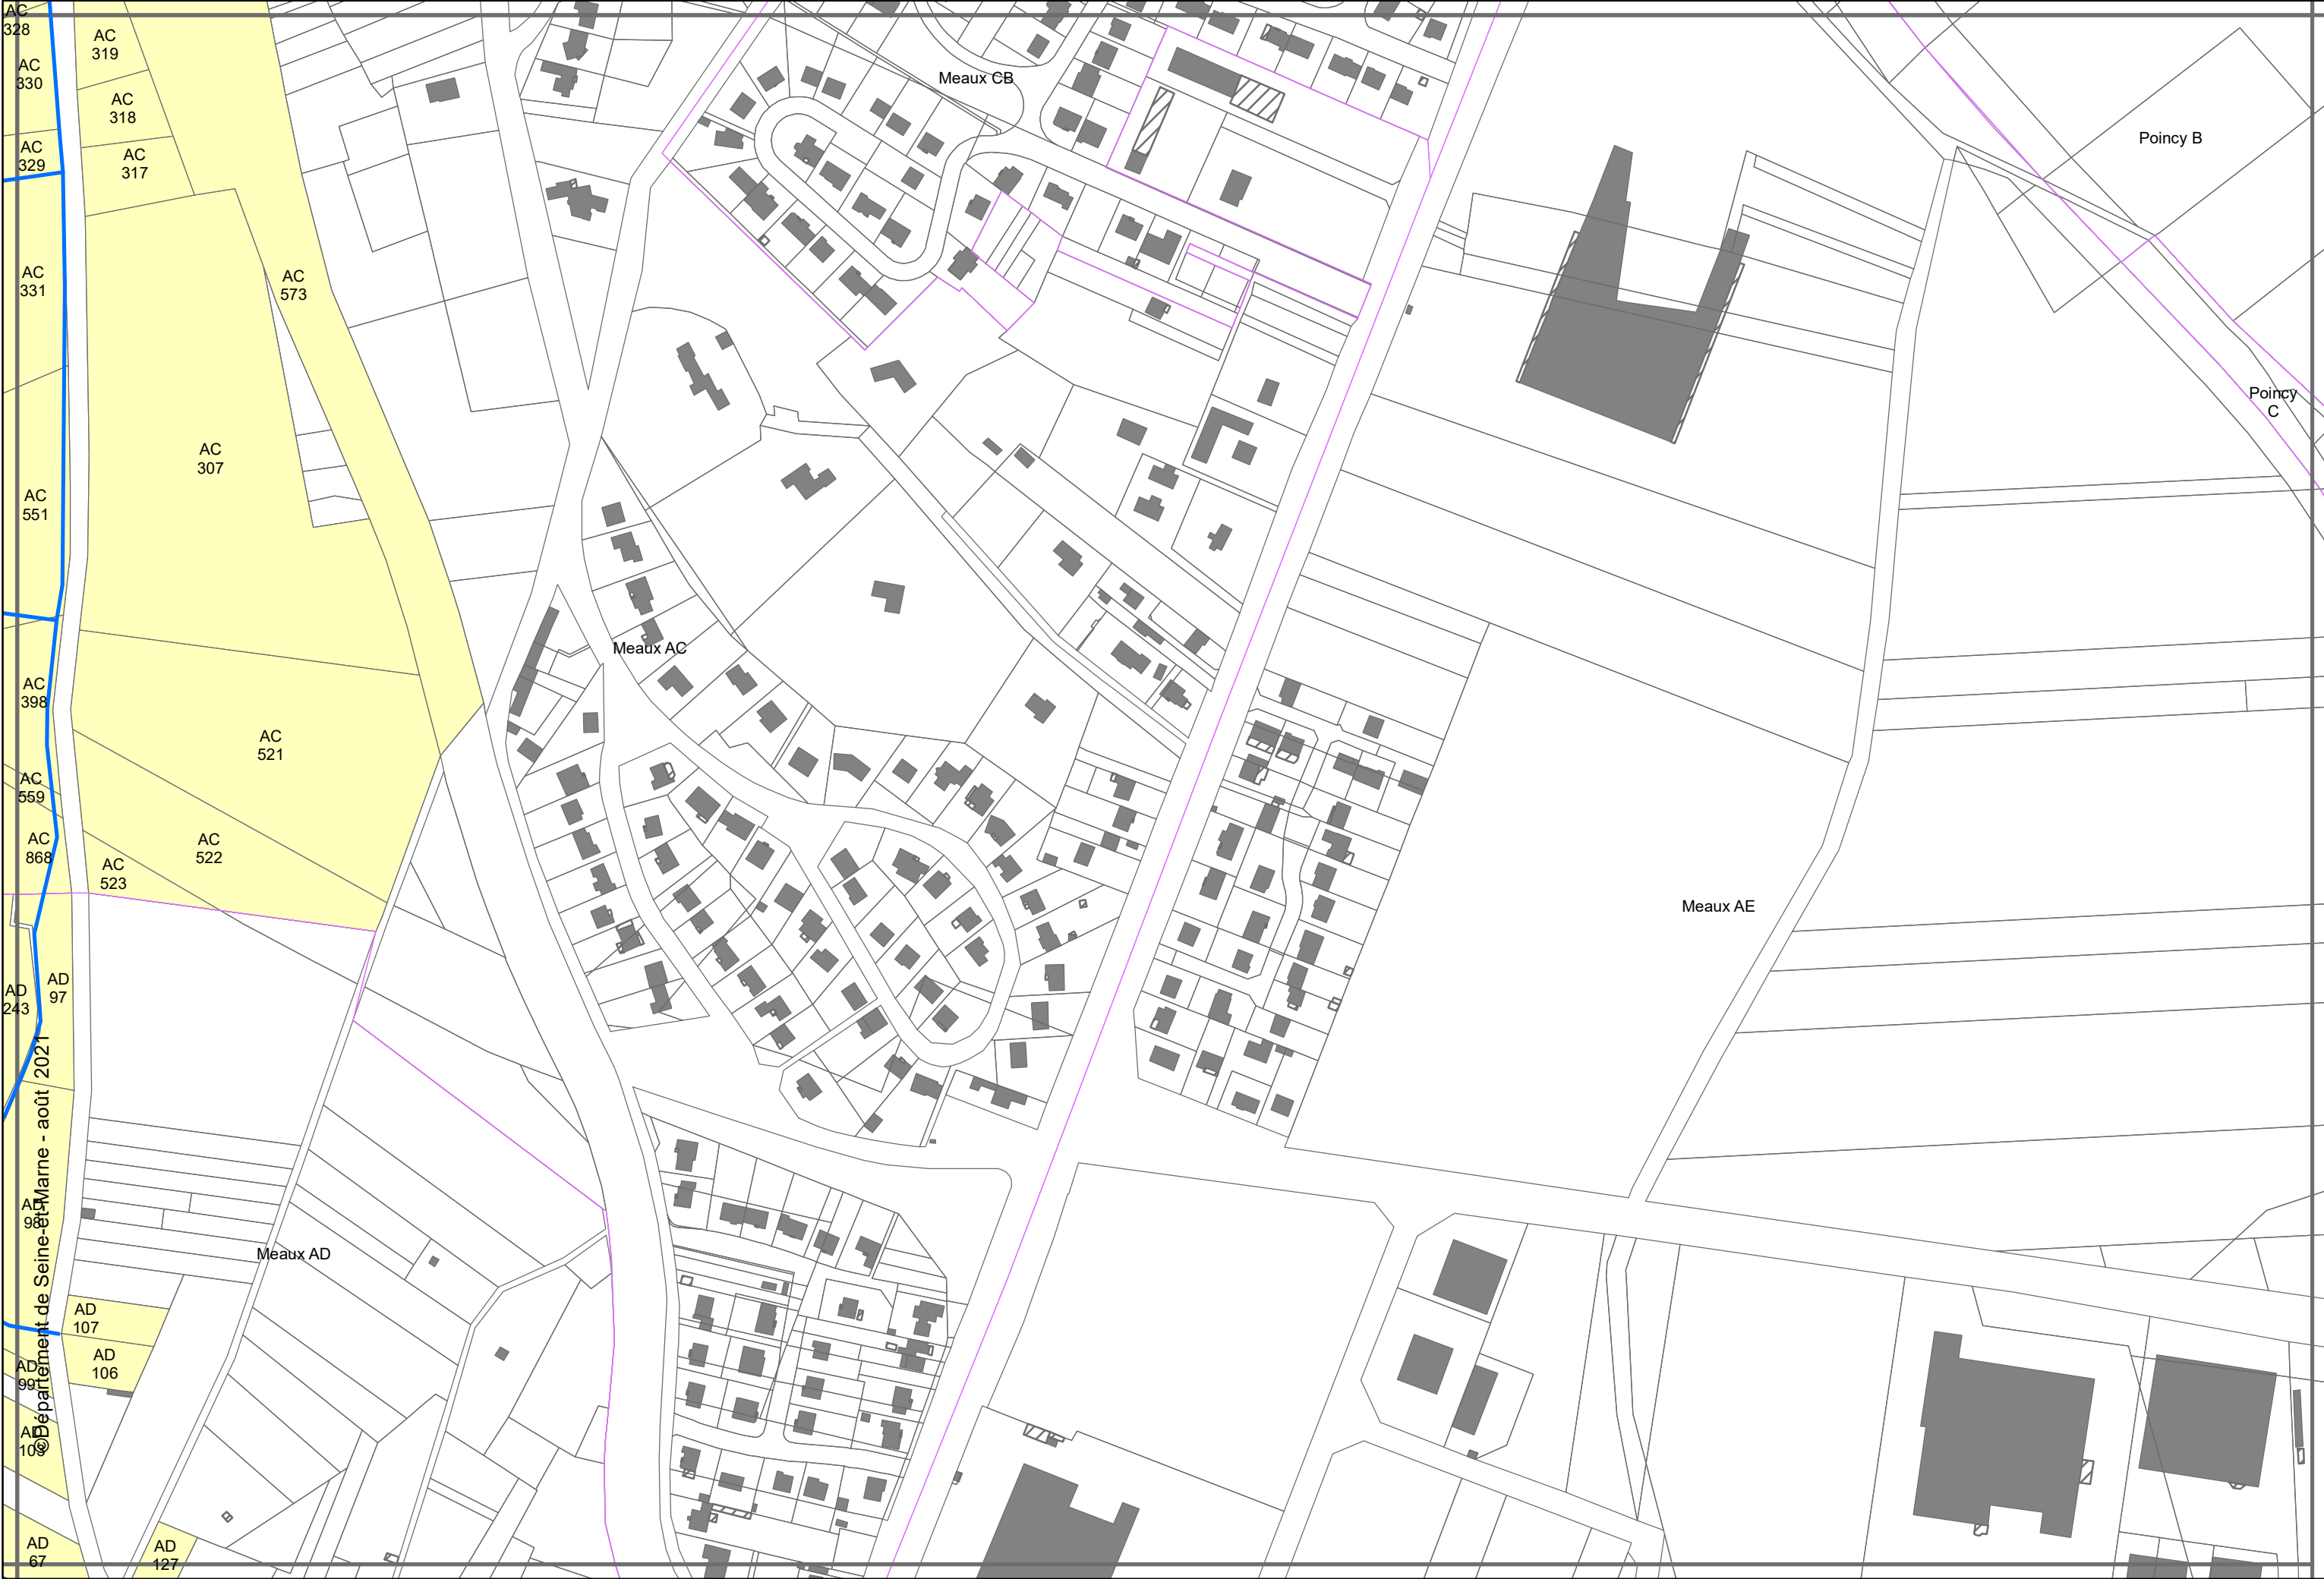 AC
328
AC
319
AC
330
AC
318
AC
329
AC
317
AC
331
AC
573
AC
307
AC
551
AC
398
AC
521
AC
559
AC
868
AC
522
AC
523
AD
97
AD
243
AD
98
AD
107
AD
106
AD
99
AD
103
AD
67
AD
127
Meaux CB
Poincy B
Poincy
C
Meaux AC
Meaux AE
Meaux AD
©Département de Seine-et-Marne - août 2021